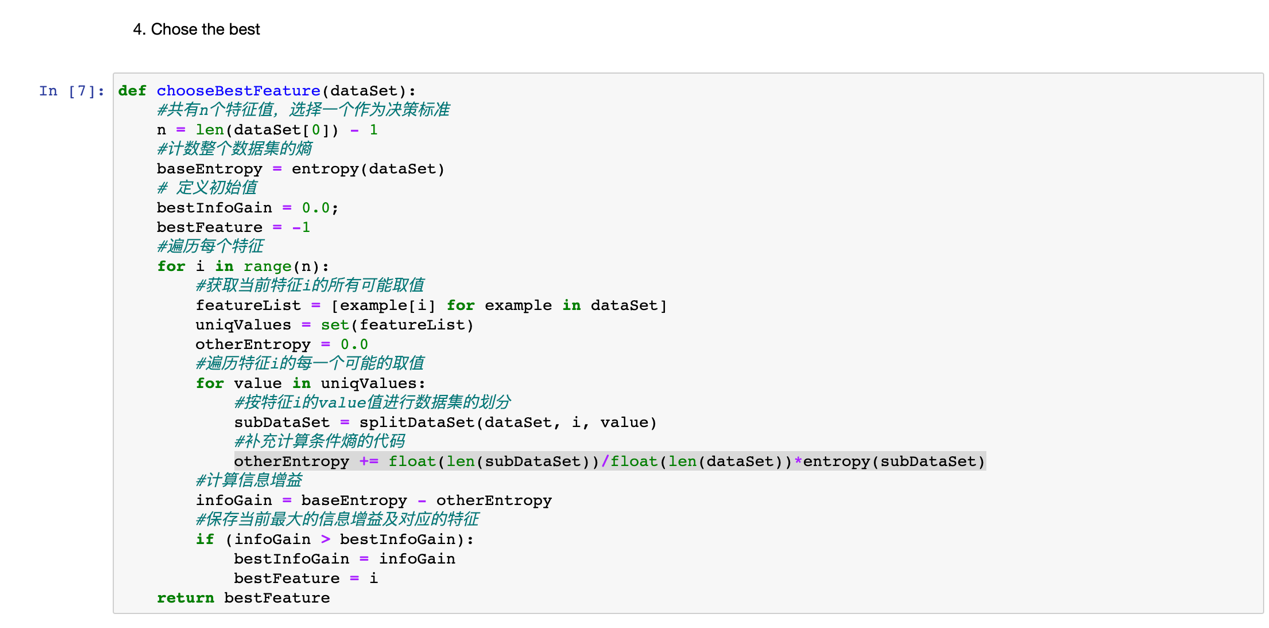 4. Chose the best
In [7]: def chooseBestFeature(dataSet):
    #共有n个特征值，选择一个作为决策标准
    n = len(dataSet[0]) - 1
    #计数整个数据集的熵
    baseEntropy = entropy(dataSet)
    # 定义初始值
    bestInfoGain = 0.0;
    bestFeature = -1
    #遍历每个特征
    for i in range(n):
        #获取当前特征i的所有可能取值
        featureList = [example[i] for example in dataSet]
        uniqValues = set(featureList)
        otherEntropy = 0.0
        #遍历特征i的每一个可能的取值
        for value in uniqValues:
            #按特征i的value值进行数据集的划分
            subDataSet = splitDataSet(dataSet, i, value)
            #补充计算条件熵的代码
            otherEntropy += float(len(subDataSet))/float(len(dataSet))*entropy(subDataSet)
        #计算信息增益
        infoGain = baseEntropy - otherEntropy
        #保存当前最大的信息增益及对应的特征
        if (infoGain > bestInfoGain):
            bestInfoGain = infoGain
            bestFeature = i
    return bestFeature